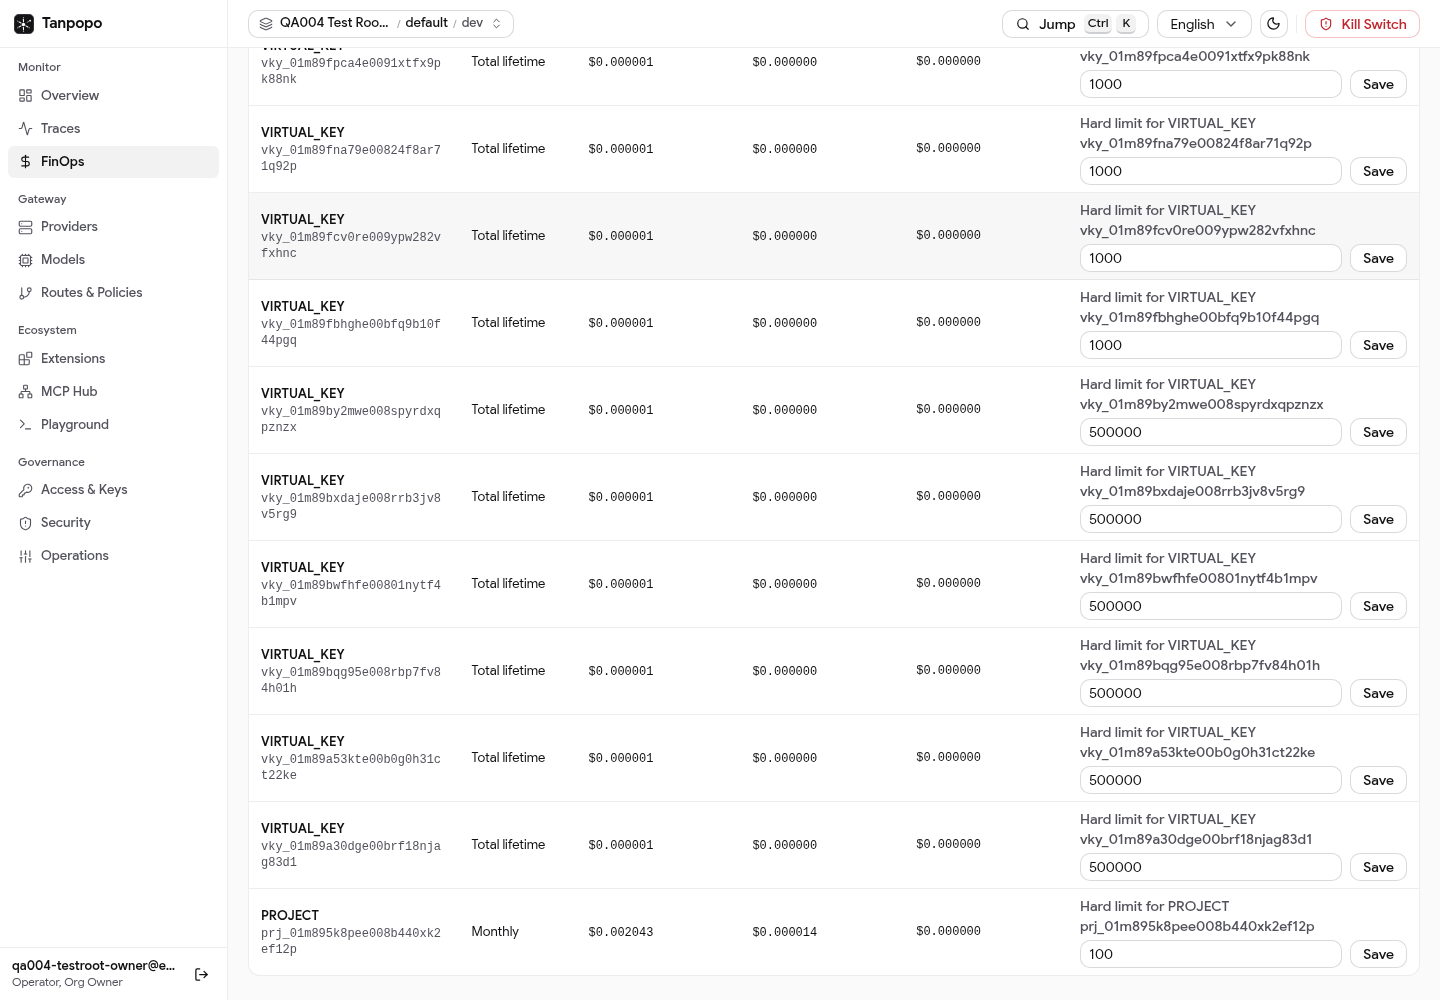 Tanpopo
QA004 Test Roo... / default / dev
Jump Ctrl K
English
Kill Switch
Monitor
Overview
Traces
FinOps
Gateway
Providers
Models
Routes & Policies
Ecosystem
Extensions
MCP Hub
Playground
Governance
Access & Keys
Security
Operations
qa004-testroot-owner@e...
Operator, Org Owner
VIRTUAL_KEY
vky_01m89fpca4e0091xtfx9p
k88nk
Total lifetime
$0.000001
$0.000000
$0.000000
vky_01m89fpca4e0091xtfx9pk88nk
1000
Save
VIRTUAL_KEY
vky_01m89fna79e00824f8ar7
1q92p
Total lifetime
$0.000001
$0.000000
$0.000000
Hard limit for VIRTUAL_KEY
vky_01m89fna79e00824f8ar71q92p
1000
Save
VIRTUAL_KEY
vky_01m89fcv0re009ypw282v
fxhnc
Total lifetime
$0.000001
$0.000000
$0.000000
Hard limit for VIRTUAL_KEY
vky_01m89fcv0re009ypw282vfxhnc
1000
Save
VIRTUAL_KEY
vky_01m89fbhghe00bfq9b10f
44pgq
Total lifetime
$0.000001
$0.000000
$0.000000
Hard limit for VIRTUAL_KEY
vky_01m89fbhghe00bfq9b10f44pgq
1000
Save
VIRTUAL_KEY
vky_01m89by2mwe008spyrdxq
pznzx
Total lifetime
$0.000001
$0.000000
$0.000000
Hard limit for VIRTUAL_KEY
vky_01m89by2mwe008spyrdxqpznzx
500000
Save
VIRTUAL_KEY
vky_01m89bxdaje008rrb3jv8
v5rg9
Total lifetime
$0.000001
$0.000000
$0.000000
Hard limit for VIRTUAL_KEY
vky_01m89bxdaje008rrb3jv8v5rg9
500000
Save
VIRTUAL_KEY
vky_01m89bwfhfe00801nytf4
b1mpv
Total lifetime
$0.000001
$0.000000
$0.000000
Hard limit for VIRTUAL_KEY
vky_01m89bwfhfe00801nytf4b1mpv
500000
Save
VIRTUAL_KEY
vky_01m89bqg95e008rbp7fv8
4h01h
Total lifetime
$0.000001
$0.000000
$0.000000
Hard limit for VIRTUAL_KEY
vky_01m89bqg95e008rbp7fv84h01h
500000
Save
VIRTUAL_KEY
vky_01m89a53kte00b0g0h31c
t22ke
Total lifetime
$0.000001
$0.000000
$0.000000
Hard limit for VIRTUAL_KEY
vky_01m89a53kte00b0g0h31ct22ke
500000
Save
VIRTUAL_KEY
vky_01m89a30dge00brf18nja
g83d1
Total lifetime
$0.000001
$0.000000
$0.000000
Hard limit for VIRTUAL_KEY
vky_01m89a30dge00brf18njag83d1
500000
Save
PROJECT
prj_01m895k8pee008b440xk2
ef12p
Monthly
$0.002043
$0.000014
$0.000000
Hard limit for PROJECT
prj_01m895k8pee008b440xk2ef12p
100
Save